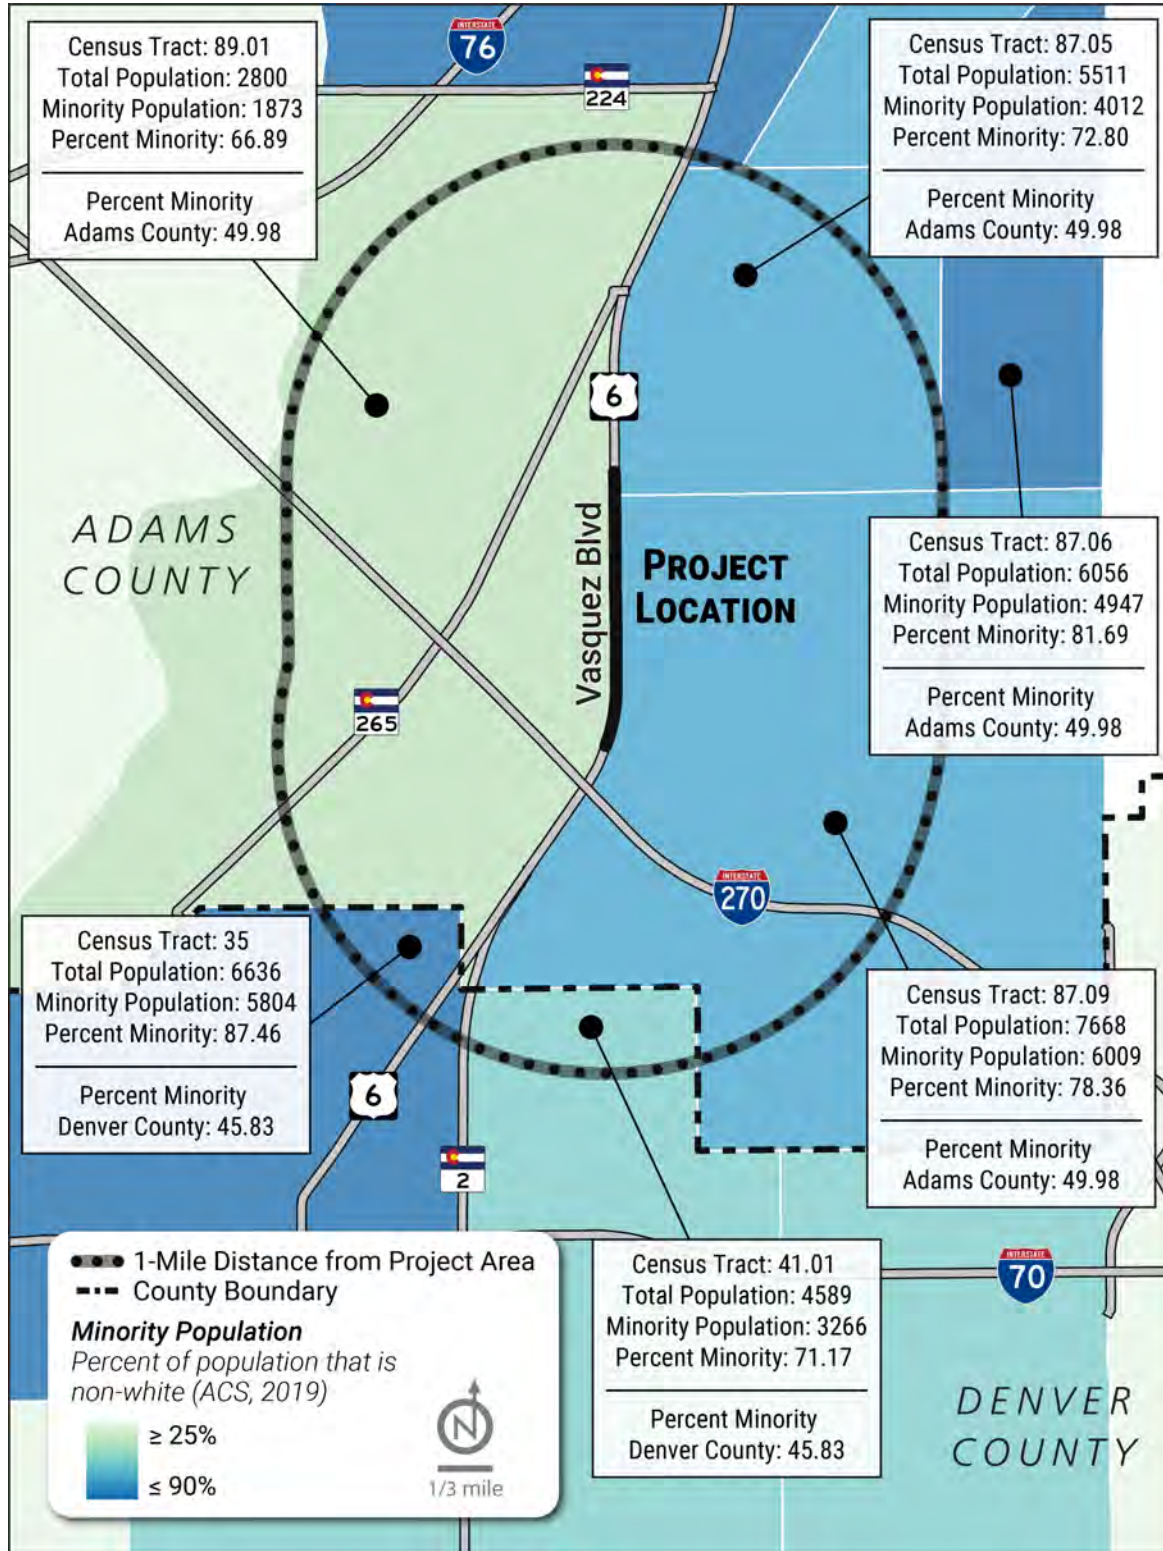 Census Tract: 89.01
Total Population: 2800
Minority Population: 1873
Percent Minority: 66.89
Percent Minority
Adams County: 49.98
INTERSTATE
76
224
Census Tract: 87.05
Total Population: 5511
Minority Population: 4012
Percent Minority: 72.80
Percent Minority
Adams County: 49.98
6
ADAMS
COUNTY
Vasquez Blvd
PROJECT
LOCATION
Census Tract: 87.06
Total Population: 6056
Minority Population: 4947
Percent Minority: 81.69
Percent Minority
Adams County: 49.98
265
INTERSTATE
270
Census Tract: 35
Total Population: 6636
Minority Population: 5804
Percent Minority: 87.46
Percent Minority
Denver County: 45.83
Census Tract: 87.09
Total Population: 7668
Minority Population: 6009
Percent Minority: 78.36
Percent Minority
Adams County: 49.98
6
2
Census Tract: 41.01
Total Population: 4589
Minority Population: 3266
Percent Minority: 71.17
Percent Minority
Denver County: 45.83
INTERSTATE
70
DENVER
COUNTY
1-Mile Distance from Project Area
County Boundary
Minority Population
Percent of population that is
non-white (ACS, 2019)
≥ 25%
≤ 90%
N
1/3 mile